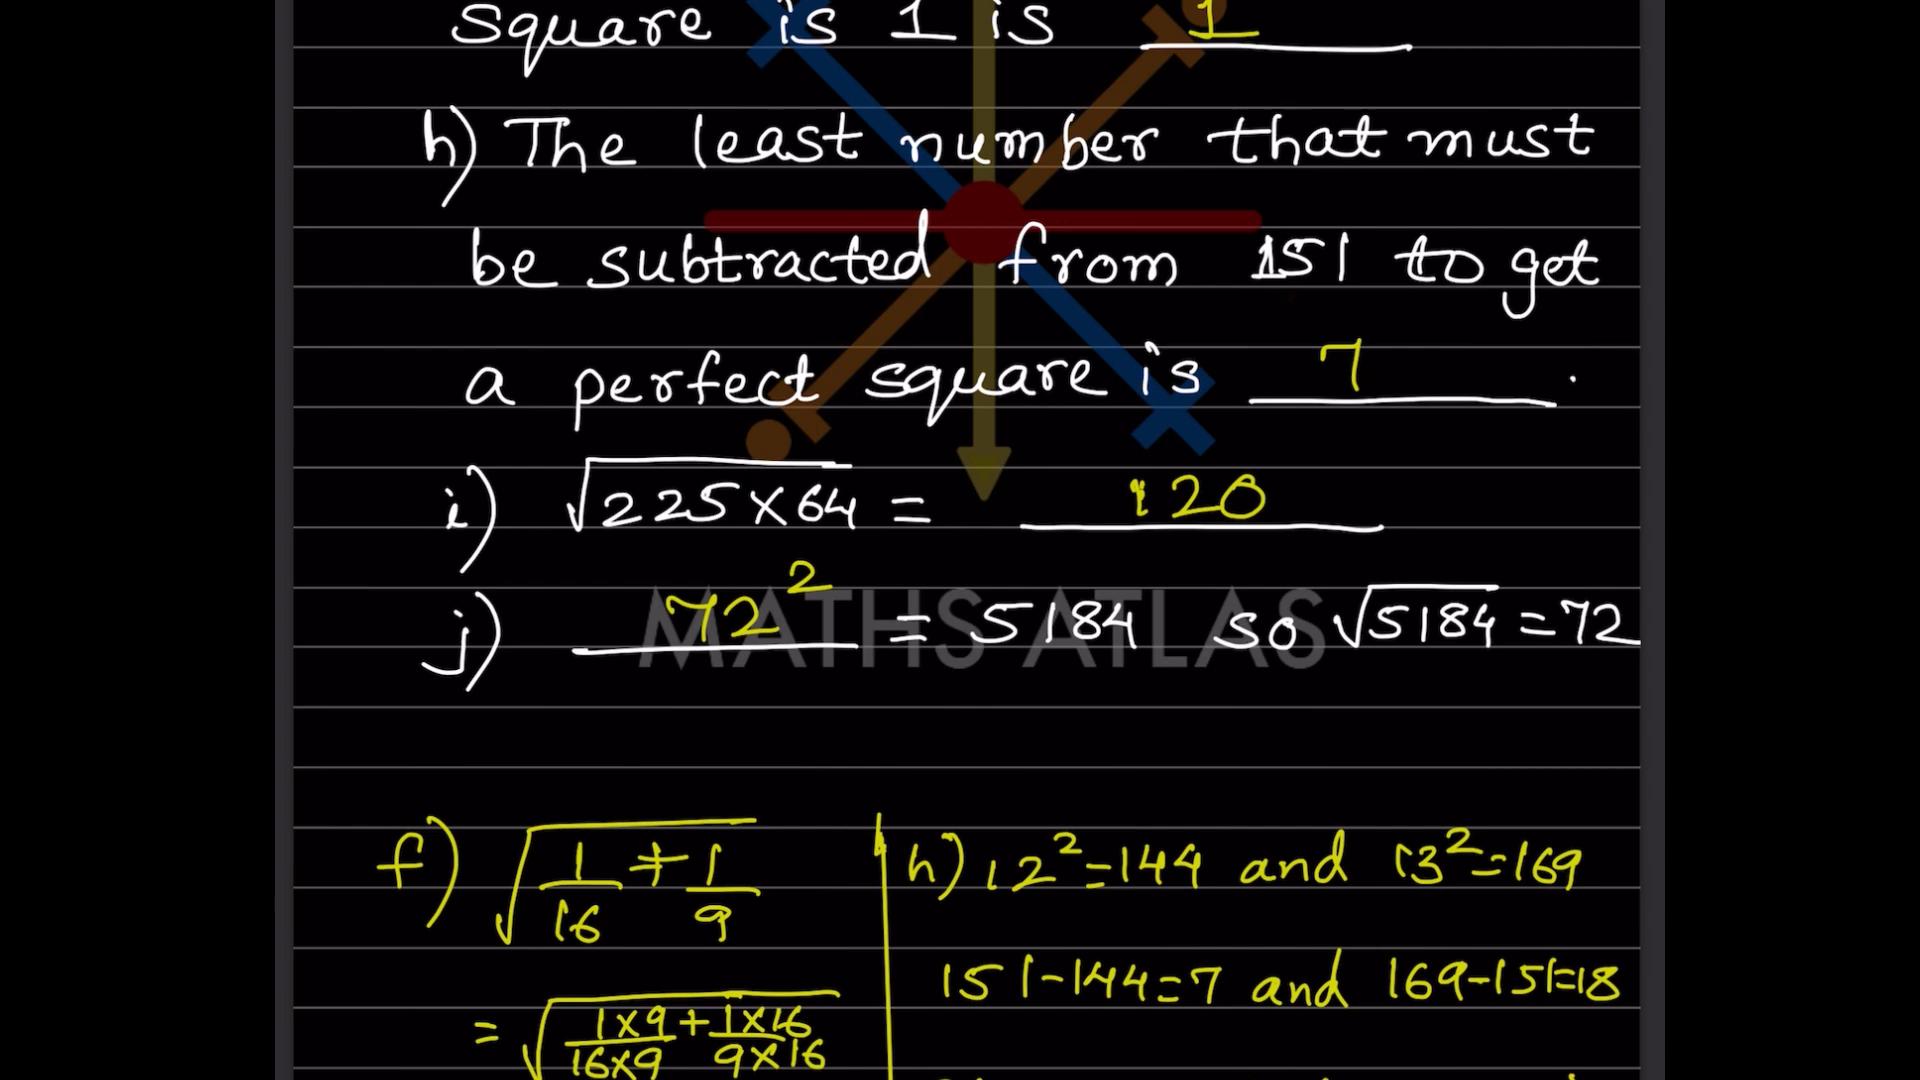 square is 1 is 1
h) The least number that must
be subtracted from 151 to get
a perfect square is 7 .
i) √225×64 = 120
j) 72² = 5184 so √5184 = 72
MATHS ATLAS
f) √1/16 + 1/9
= √1×9/16×9 + 1×16/9×16
h) 12²=144 and 13²=169
151-144=7 and 169-151=18